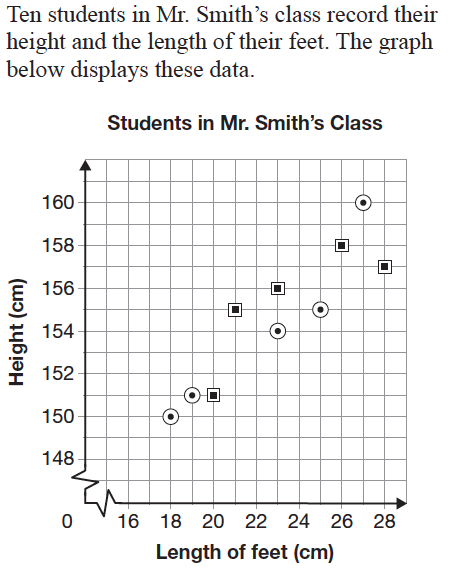 Ten students in Mr. Smith’s class record their
height and the length of their feet. The graph
below displays these data.
Students in Mr. Smith’s Class
Height (cm)
160
158
156
154
152
150
148
0 16 18 20 22 24 26 28
Length of feet (cm)